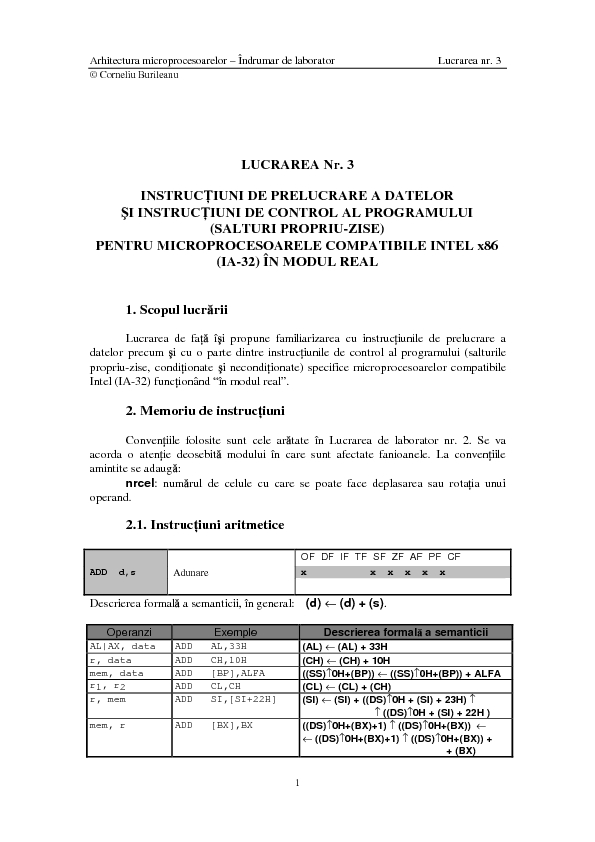 Arhitectura microprocesoarelor – Îndrumar de laborator Lucrarea nr. 3
© Corneliu Burileanu
LUCRAREA Nr. 3
INSTRUCŢIUNI DE PRELUCRARE A DATELOR
ŞI INSTRUCŢIUNI DE CONTROL AL PROGRAMULUI
(SALTURI PROPRIU-ZISE)
PENTRU MICROPROCESOARELE COMPATIBILE INTEL x86
(IA-32) ÎN MODUL REAL
1. Scopul lucrării
Lucrarea de faţă îşi propune familiarizarea cu instrucţiunile de prelucrare a
datelor precum şi cu o parte dintre instrucţiunile de control al programului (salturile
propriu-zise, condiţionate şi necondiţionate) specifice microprocesoarelor compatibile
Intel (IA-32) funcţionând “în modul real”.
2. Memoriu de instrucţiuni
Convenţiile folosite sunt cele arătate în Lucrarea de laborator nr. 2. Se va
acorda o atenţie deosebită modului în care sunt afectate fanioanele. La convenţiile
amintite se adaugă:
nrcel: numărul de celule cu care se poate face deplasarea sau rotaţia unui
operand.
2.1. Instrucţiuni aritmetice
OF DF IF TF SF ZF AF PF CF
ADD d,s Adunare x x x x x x
Descrierea formală a semanticii, în general: (d) ← (d) + (s).
Operanzi Exemple Descrierea formală a semanticii
AL|AX, data ADD AL,33H (AL) ← (AL) + 33H
r, data ADD CH,10H (CH) ← (CH) + 10H
mem, data ADD [BP],ALFA ((SS)↑0H+(BP)) ← ((SS)↑0H+(BP)) + ALFA
r1, r2 ADD CL,CH (CL) ← (CL) + (CH)
r, mem ADD SI,[SI+22H] (SI) ← (SI) + ((DS)↑0H + (SI) + 23H) ↑
↑ ((DS)↑0H + (SI) + 22H )
mem, r ADD [BX],BX ((DS)↑0H+(BX)+1) ↑ ((DS)↑0H+(BX)) ←
← ((DS)↑0H+(BX)+1) ↑ ((DS)↑0H+(BX)) +
+ (BX)
1